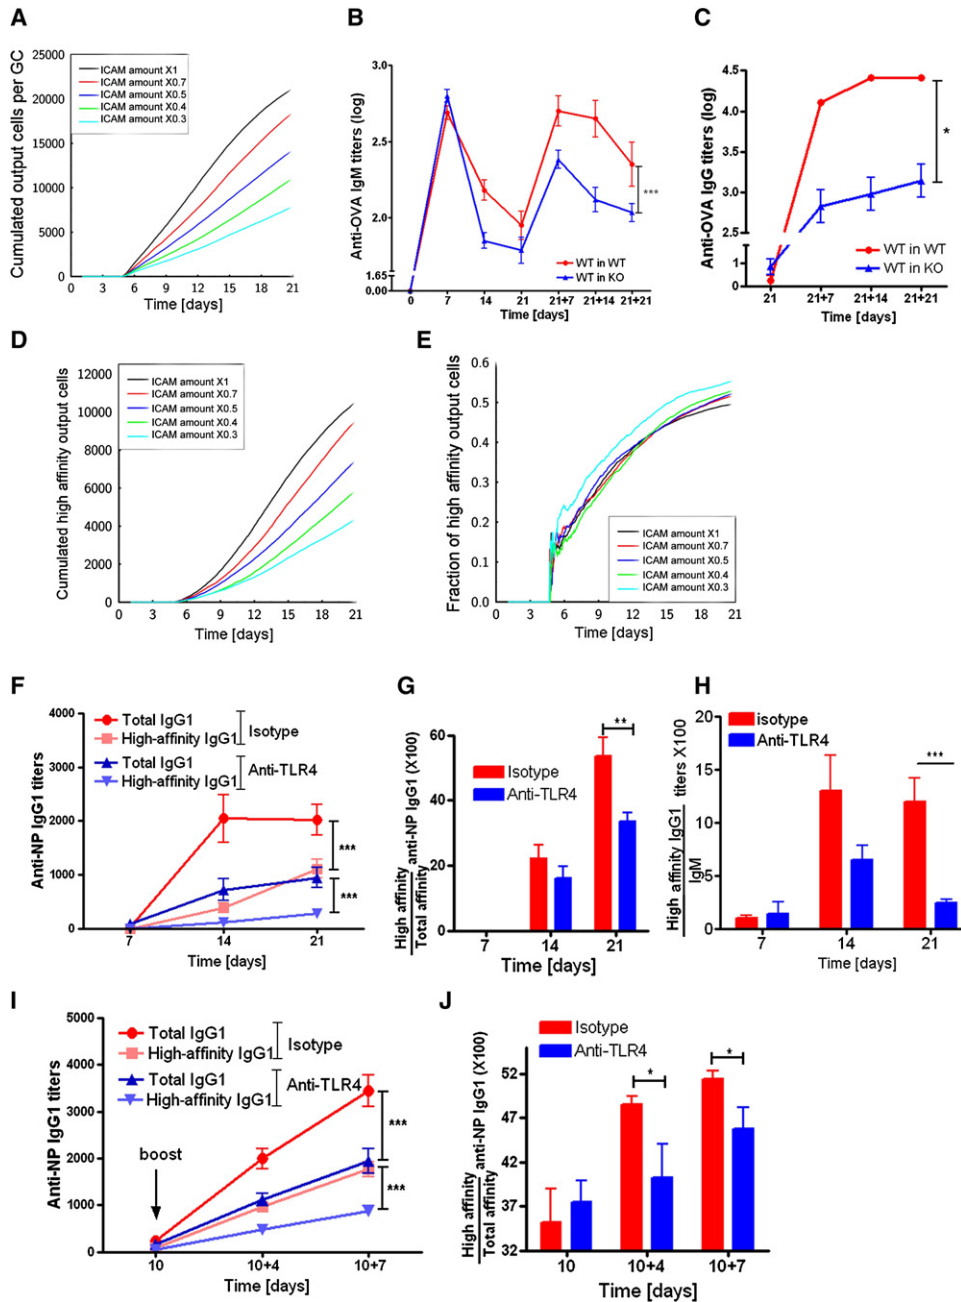 A
Cumulated output cells per GC
25000
20000
15000
10000
5000
0
ICAM amount X1
ICAM amount X0.7
ICAM amount X0.5
ICAM amount X0.4
ICAM amount X0.3
0 3 6 9 12 15 18 21
Time [days]
B
Anti-OVA IgM titers (log)
3.0
2.5
2.0
1.65
0.00
***
WT in WT
WT in KO
0 7 14 21 21+7 21+14 21+21
Time [days]
C
Anti-OVA IgG titers (log)
4.5
4.0
3.5
3.0
2.5
1
0
*
WT in WT
WT in KO
21 21+7 21+14 21+21
Time [days]
D
Cumulated high affinity output cells
12000
10000
8000
6000
4000
2000
0
ICAM amount X1
ICAM amount X0.7
ICAM amount X0.5
ICAM amount X0.4
ICAM amount X0.3
0 3 6 9 12 15 18 21
Time [days]
E
Fraction of high affinity output cells
0.6
0.5
0.4
0.3
0.2
0.1
0.0
ICAM amount X1
ICAM amount X0.7
ICAM amount X0.5
ICAM amount X0.4
ICAM amount X0.3
0 3 6 9 12 15 18 21
Time [days]
F
Anti-NP IgG1 titers
4000
3000
2000
1000
0
Total IgG1
High-affinity IgG1
Isotype
Total IgG1
High-affinity IgG1
Anti-TLR4
***
***
7 14 21
Time [days]
G
High affinity
Total affinity
anti-NP IgG1 (X100)
60
40
20
0
Isotype
Anti-TLR4
**
7 14 21
Time [days]
H
High affinity IgG1
IgM
titers X100
20
15
10
5
0
isotype
Anti-TLR4
***
7 14 21
Time [days]
I
Anti-NP IgG1 titers
5000
4000
3000
2000
1000
0
Total IgG1
High-affinity IgG1
Isotype
Total IgG1
High-affinity IgG1
Anti-TLR4
boost
***
***
10 10+4 10+7
Time [days]
J
High affinity
Total affinity
anti-NP IgG1 (X100)
52
47
42
37
32
Isotype
Anti-TLR4
*
*
10 10+4 10+7
Time [days]